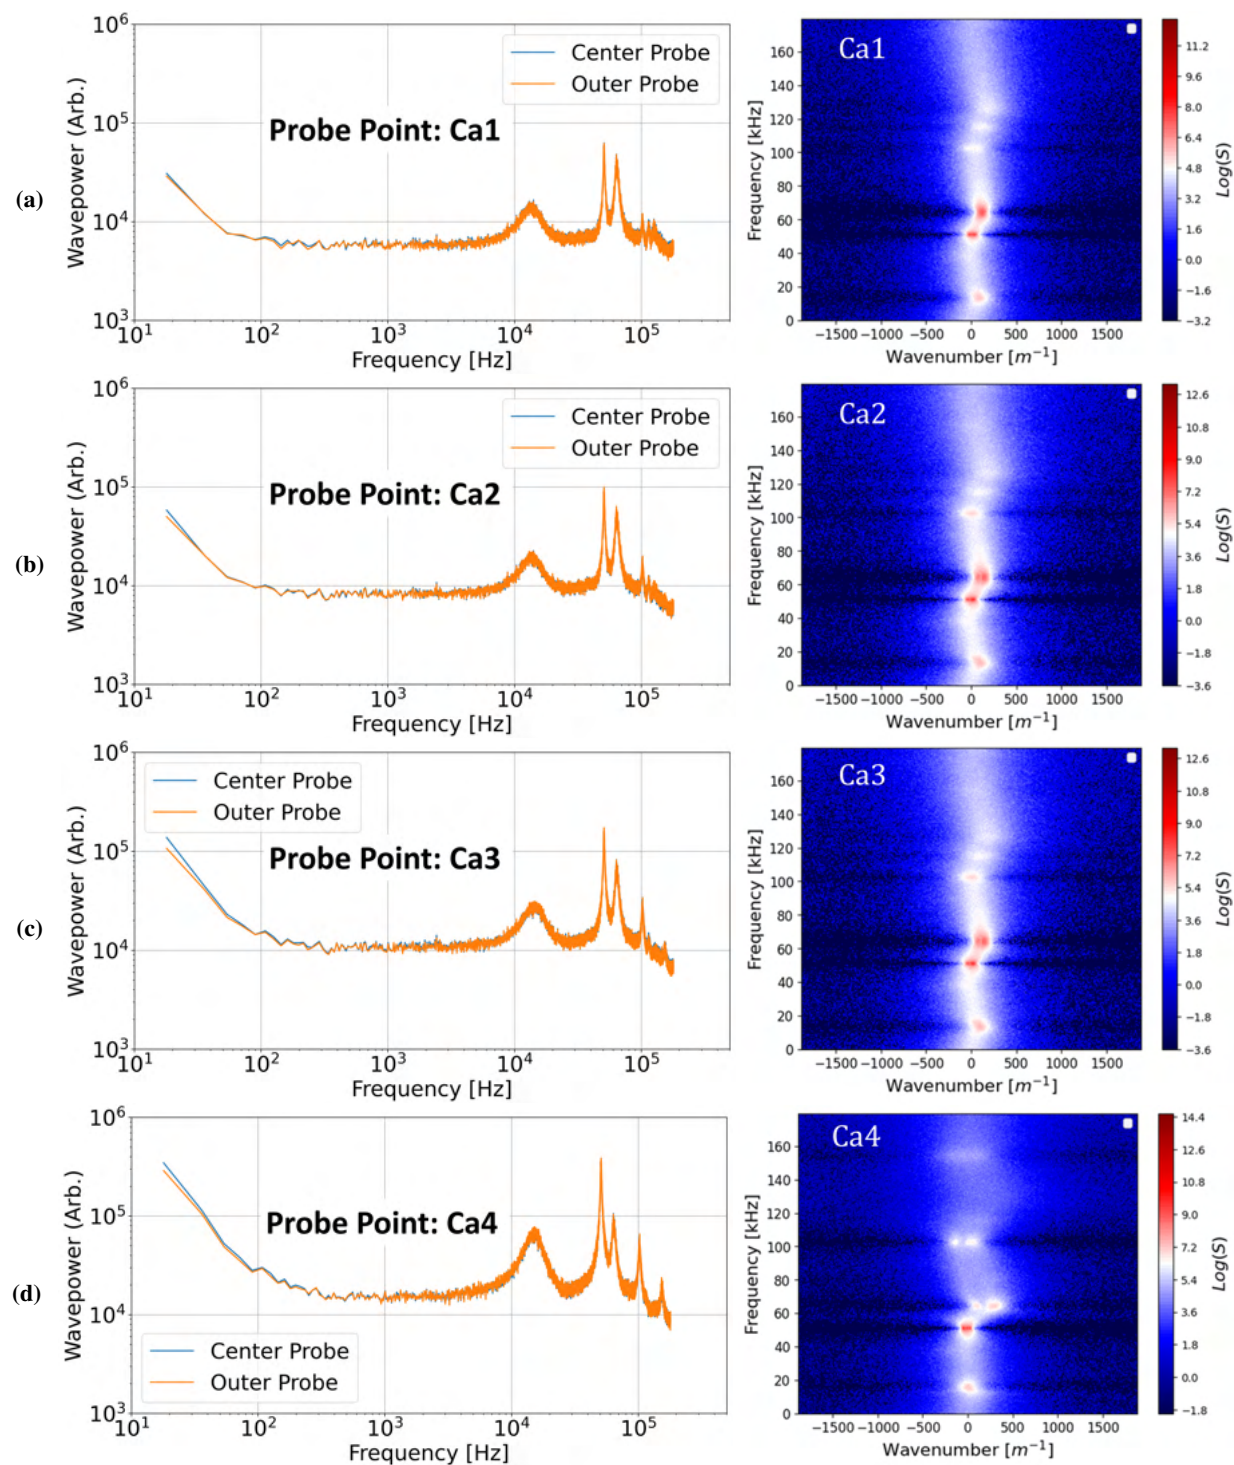 (a)
10^6
10^5
10^4
10^3
Wavepower (Arb.)
Center Probe
Outer Probe
Probe Point: Ca1
10^1 10^2 10^3 10^4 10^5
Frequency [Hz]
Ca1
160
140
120
100
80
60
40
20
0
Frequency [kHz]
−1500 −1000 −500 0 500 1000 1500
Wavenumber [m^−1]
11.2
9.6
8.0
6.4
4.8
3.2
1.6
0.0
−1.6
−3.2
Log(S)
(b)
10^6
10^5
10^4
10^3
Wavepower (Arb.)
Center Probe
Outer Probe
Probe Point: Ca2
10^1 10^2 10^3 10^4 10^5
Frequency [Hz]
Ca2
160
140
120
100
80
60
40
20
0
Frequency [kHz]
−1500 −1000 −500 0 500 1000 1500
Wavenumber [m^−1]
12.6
10.8
9.0
7.2
5.4
3.6
1.8
0.0
−1.8
−3.6
Log(S)
(c)
10^6
10^5
10^4
10^3
Wavepower (Arb.)
Center Probe
Outer Probe
Probe Point: Ca3
10^1 10^2 10^3 10^4 10^5
Frequency [Hz]
Ca3
160
140
120
100
80
60
40
20
0
Frequency [kHz]
−1500 −1000 −500 0 500 1000 1500
Wavenumber [m^−1]
12.6
10.8
9.0
7.2
5.4
3.6
1.8
0.0
−1.8
−3.6
Log(S)
(d)
10^6
10^5
10^4
10^3
Wavepower (Arb.)
Probe Point: Ca4
Center Probe
Outer Probe
10^1 10^2 10^3 10^4 10^5
Frequency [Hz]
Ca4
160
140
120
100
80
60
40
20
0
Frequency [kHz]
−1500 −1000 −500 0 500 1000 1500
Wavenumber [m^−1]
14.4
12.6
10.8
9.0
7.2
5.4
3.6
1.8
0.0
−1.8
Log(S)